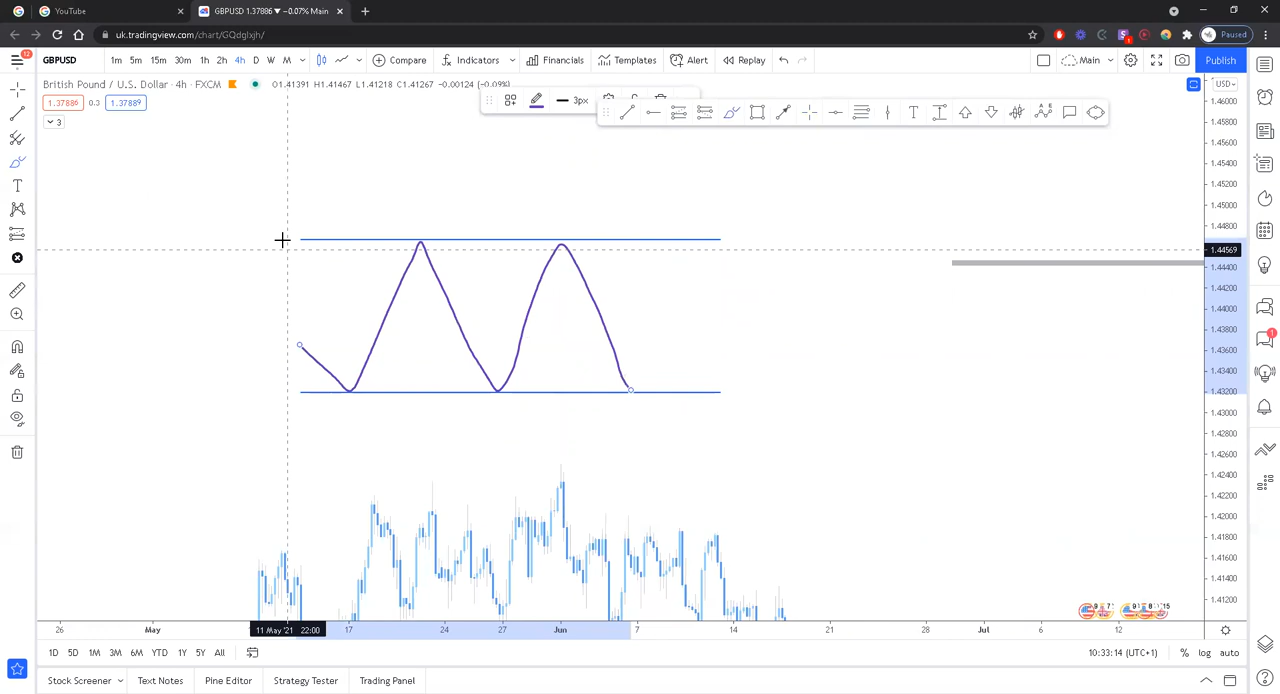 YouTube
GBPUSD 1.37886 ▼ −0.07% Main
uk.tradingview.com/chart/GQdglxjh/
Paused
12
GBPUSD
1m 5m 15m 30m 1h 2h 4h D W M
Compare
Indicators
Financials
Templates
Alert
Replay
Main
Publish
British Pound / U.S. Dollar · 4h · FXCM
O1.41391 H1.41467 L1.41218 C1.41267 −0.00124 (−0.09%)
1.37886 0.3 1.37889
3
3px
USD
1.46000
1.45800
1.45600
1.45400
1.45200
1.45000
1.44800
1.44569
1.44400
1.44200
1.44000
1.43800
1.43600
1.43400
1.43200
1.43000
1.42800
1.42600
1.42400
1.42200
1.42000
1.41800
1.41600
1.41400
1.41200
1
26 May 11 May '21 22:00 17 24 27 Jun 7 14 21 28 Jul 6 12
1D 5D 1M 3M 6M YTD 1Y 5Y All
10:33:14 (UTC+1) % log auto
Stock Screener Text Notes Pine Editor Strategy Tester Trading Panel